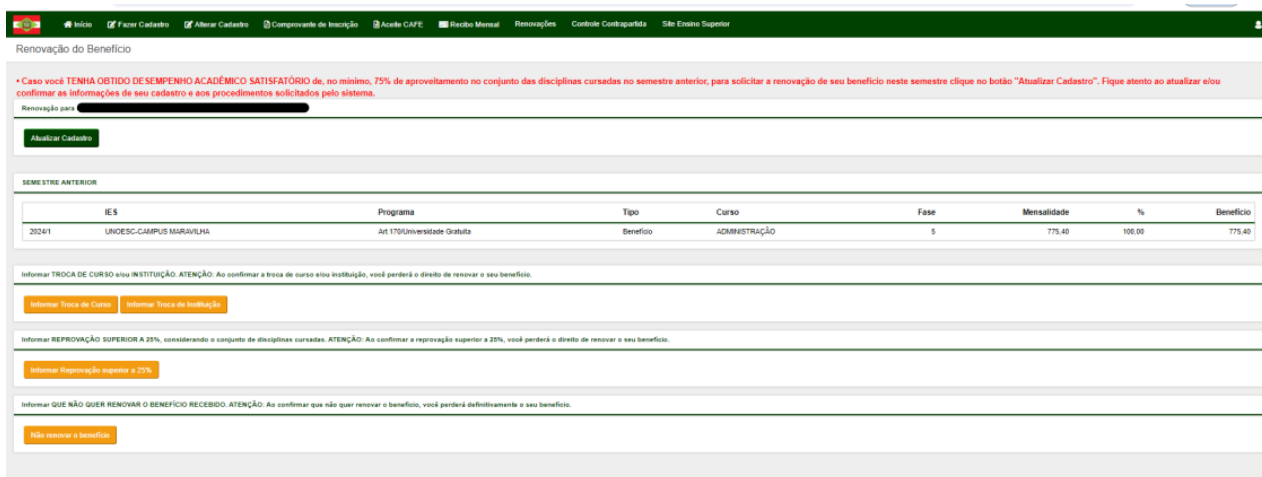 Início Fazer Cadastro Alterar Cadastro Comprovante de Inscrição Aceite CAFE Recibo Mensal Renovações Controle Contrapartida Site Ensino Superior
Renovação do Benefício
• Caso você TENHA OBTIDO DESEMPENHO ACADÊMICO SATISFATÓRIO de, no mínimo, 75% de aproveitamento no conjunto das disciplinas cursadas no semestre anterior, para solicitar a renovação de seu benefício neste semestre clique no botão "Atualizar Cadastro". Fique atento ao atualizar e/ou
confirmar as informações de seu cadastro e aos procedimentos solicitados pelo sistema.
Renovação para
Atualizar Cadastro
SEMESTRE ANTERIOR
IES Programa Tipo Curso Fase Mensalidade % Benefício
2024/1 UNOESC-CAMPUS MARAVILHA Art.170/Universidade Gratuita Benefício ADMINISTRAÇÃO 5 775,40 100,00 775,40
Informar TROCA DE CURSO e/ou INSTITUIÇÃO. ATENÇÃO: Ao confirmar a troca de curso e/ou instituição, você perderá o direito de renovar o seu benefício.
Informar Troca de Curso Informar Troca de Instituição
Informar REPROVAÇÃO SUPERIOR A 25%, considerando o conjunto de disciplinas cursadas. ATENÇÃO: Ao confirmar a reprovação superior a 25%, você perderá o direito de renovar o seu benefício.
Informar Reprovação superior a 25%
Informar QUE NÃO QUER RENOVAR O BENEFÍCIO RECEBIDO. ATENÇÃO: Ao confirmar que não quer renovar o benefício, você perderá definitivamente o seu benefício.
Não renovar o benefício